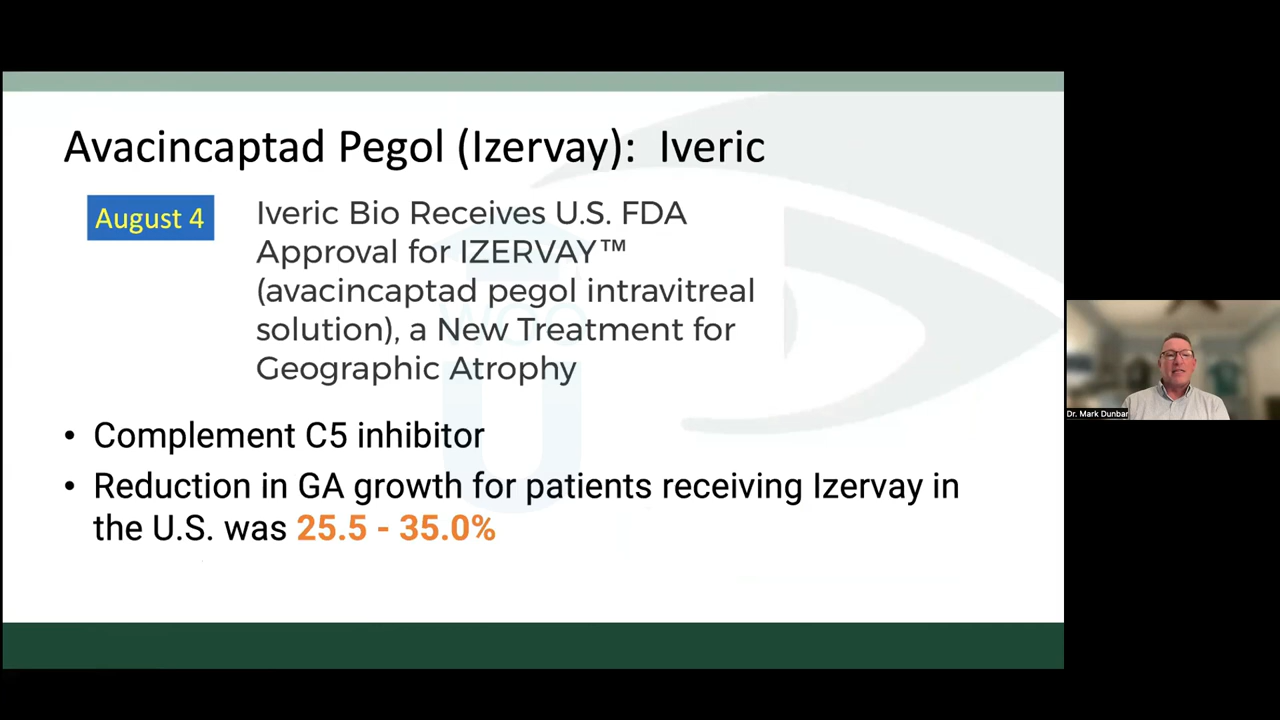 Avacincaptad Pegol (Izervay): Iveric
August 4
Iveric Bio Receives U.S. FDA
Approval for IZERVAY™
(avacincaptad pegol intravitreal
solution), a New Treatment for
Geographic Atrophy
• Complement C5 inhibitor
• Reduction in GA growth for patients receiving Izervay in
the U.S. was 25.5 - 35.0%
Dr. Mark Dunbar